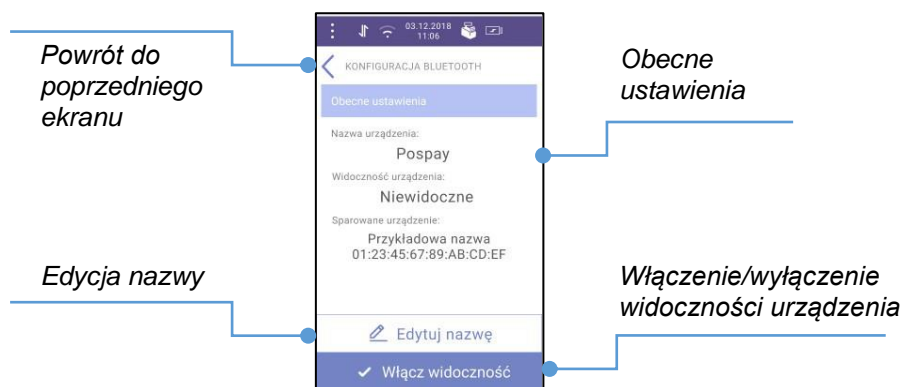 Powrót do
poprzedniego
ekranu
Edycja nazwy
03.12.2018
11:06
KONFIGURACJA BLUETOOTH
Obecne ustawienia
Nazwa urządzenia:
Pospay
Widoczność urządzenia:
Niewidoczne
Sparowane urządzenie:
Przykładowa nazwa
01:23:45:67:89:AB:CD:EF
Edytuj nazwę
Włącz widoczność
Obecne
ustawienia
Włączenie/wyłączenie
widoczności urządzenia